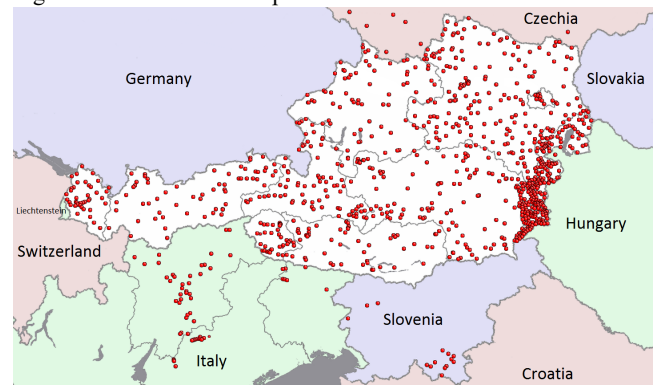 Czechia
Germany
Slovakia
Liechtenstein
Hungary
Switzerland
Slovenia
Italy
Croatia